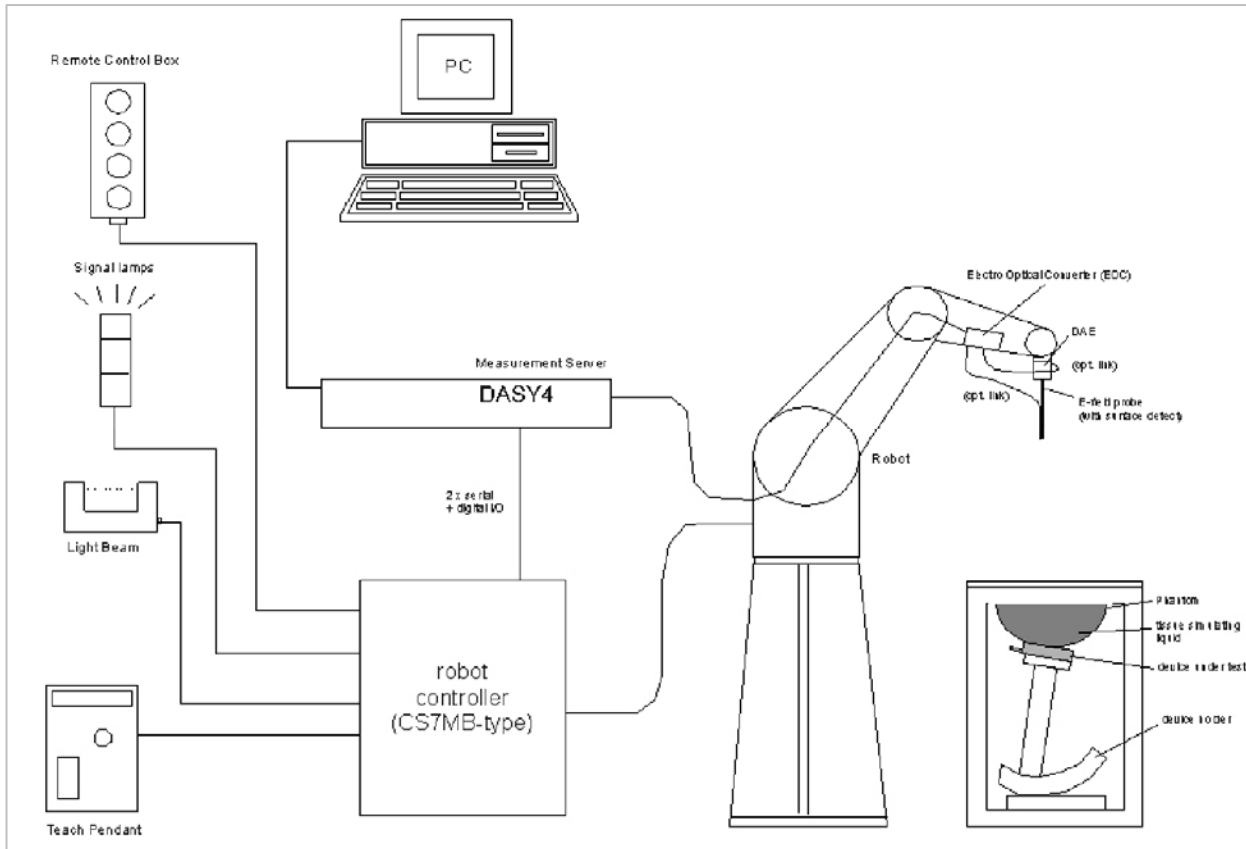 Remote Control Box
PC
Signal lamps
Electro Optical Converter (EOC)
DAE
(opt. link)
(opt. link)
E-field probe
(with surface detect)
Measurement Server
DASY4
Robot
2 x serial
+ digital I/O
Light Beam
Phantom
tissue simulating
liquid
device under test
device holder
robot
controller
(CS7MB-type)
Teach Pendant